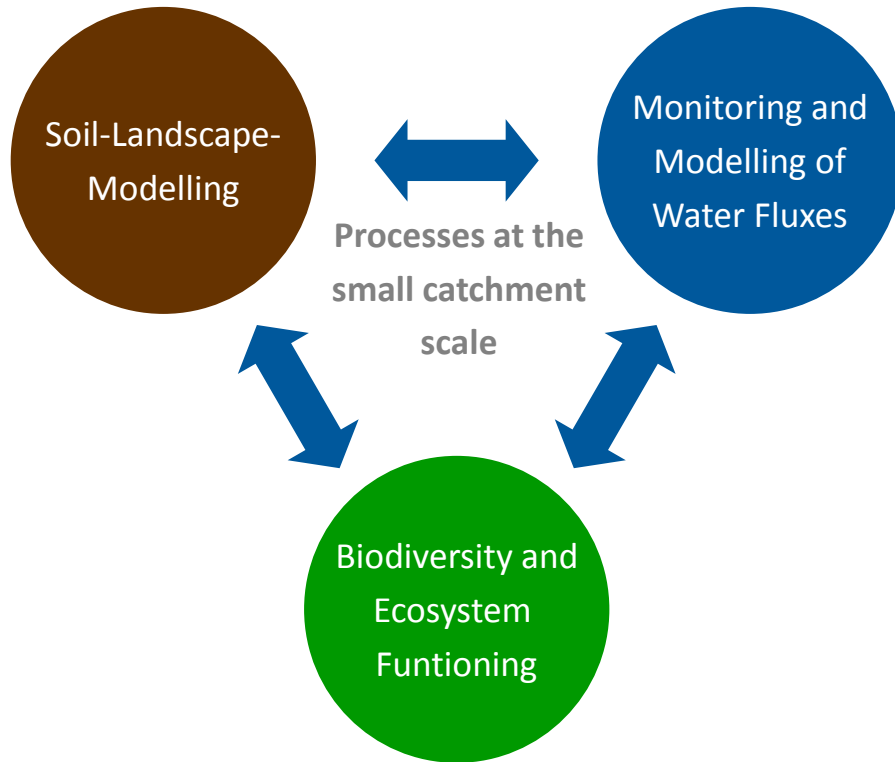 Soil-Landscape-
Modelling
Monitoring and
Modelling of
Water Fluxes
Processes at the
small catchment
scale
Biodiversity and
Ecosystem
Funtioning